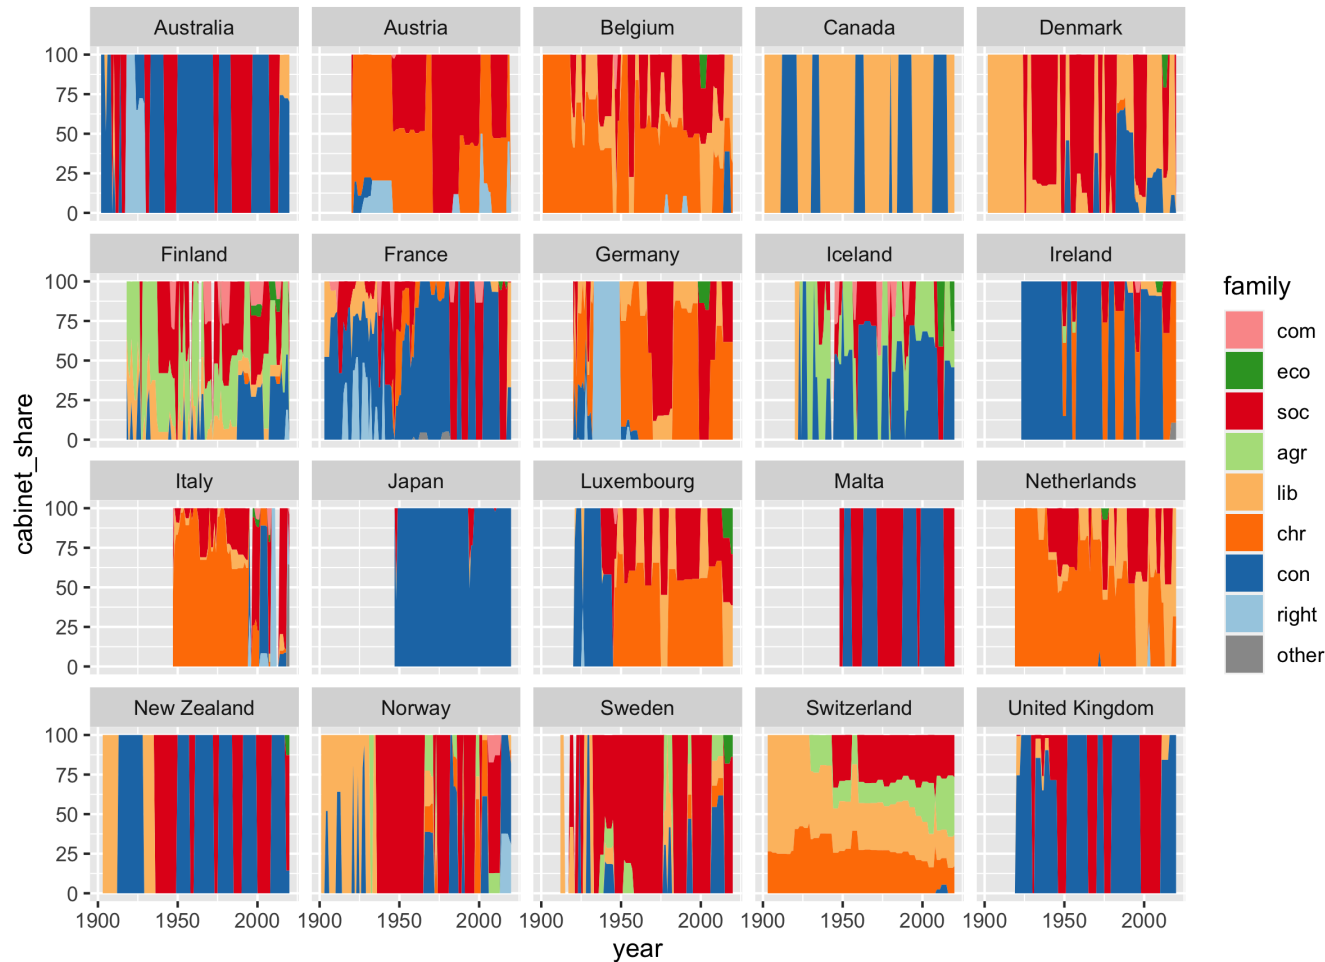 Australia Austria Belgium Canada Denmark
100
75
50
25
0
Finland France Germany Iceland Ireland
100
75
50
25
0
Italy Japan Luxembourg Malta Netherlands
100
75
50
25
0
New Zealand Norway Sweden Switzerland United Kingdom
100
75
50
25
0
1900 1950 2000 1900 1950 2000 1900 1950 2000 1900 1950 2000 1900 1950 2000
year
cabinet_share
family
com
eco
soc
agr
lib
chr
con
right
other